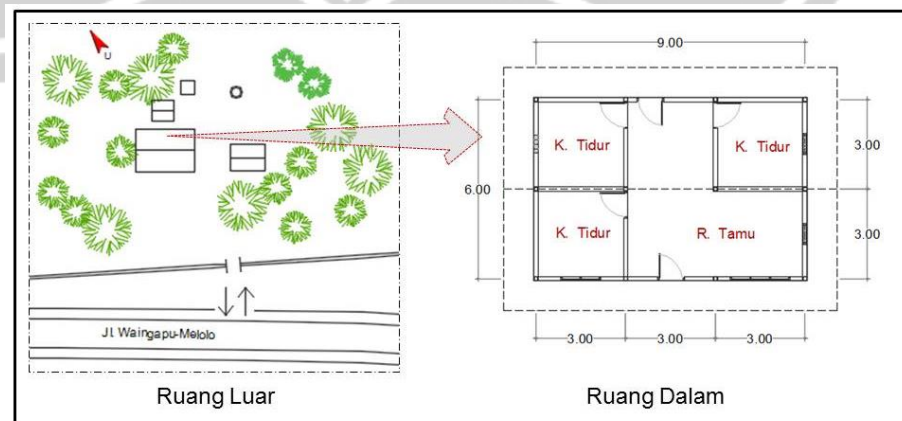 U
Jl. Waingapu-Melolo
Ruang Luar
9.00
K. Tidur
K. Tidur
3.00
6.00
K. Tidur
R. Tamu
3.00
3.00
3.00
3.00
Ruang Dalam